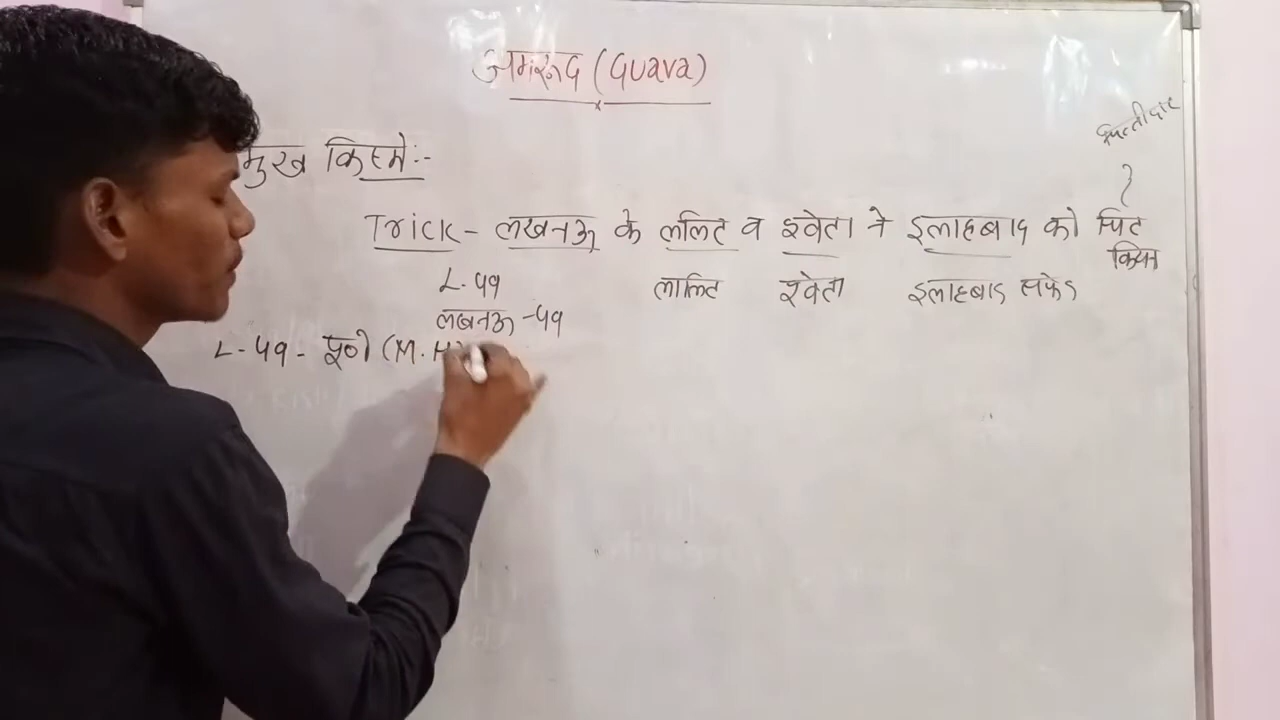 अमरूद (Guava)
मुख किस्मे:-
Trick - लखनऊ के ललित व श्वेता ने इलाहबाद को चित
किया
L-49 ललित श्वेता इलाहबाद सफेद
लखनऊ -49
L-49 - पूणे (M.H)